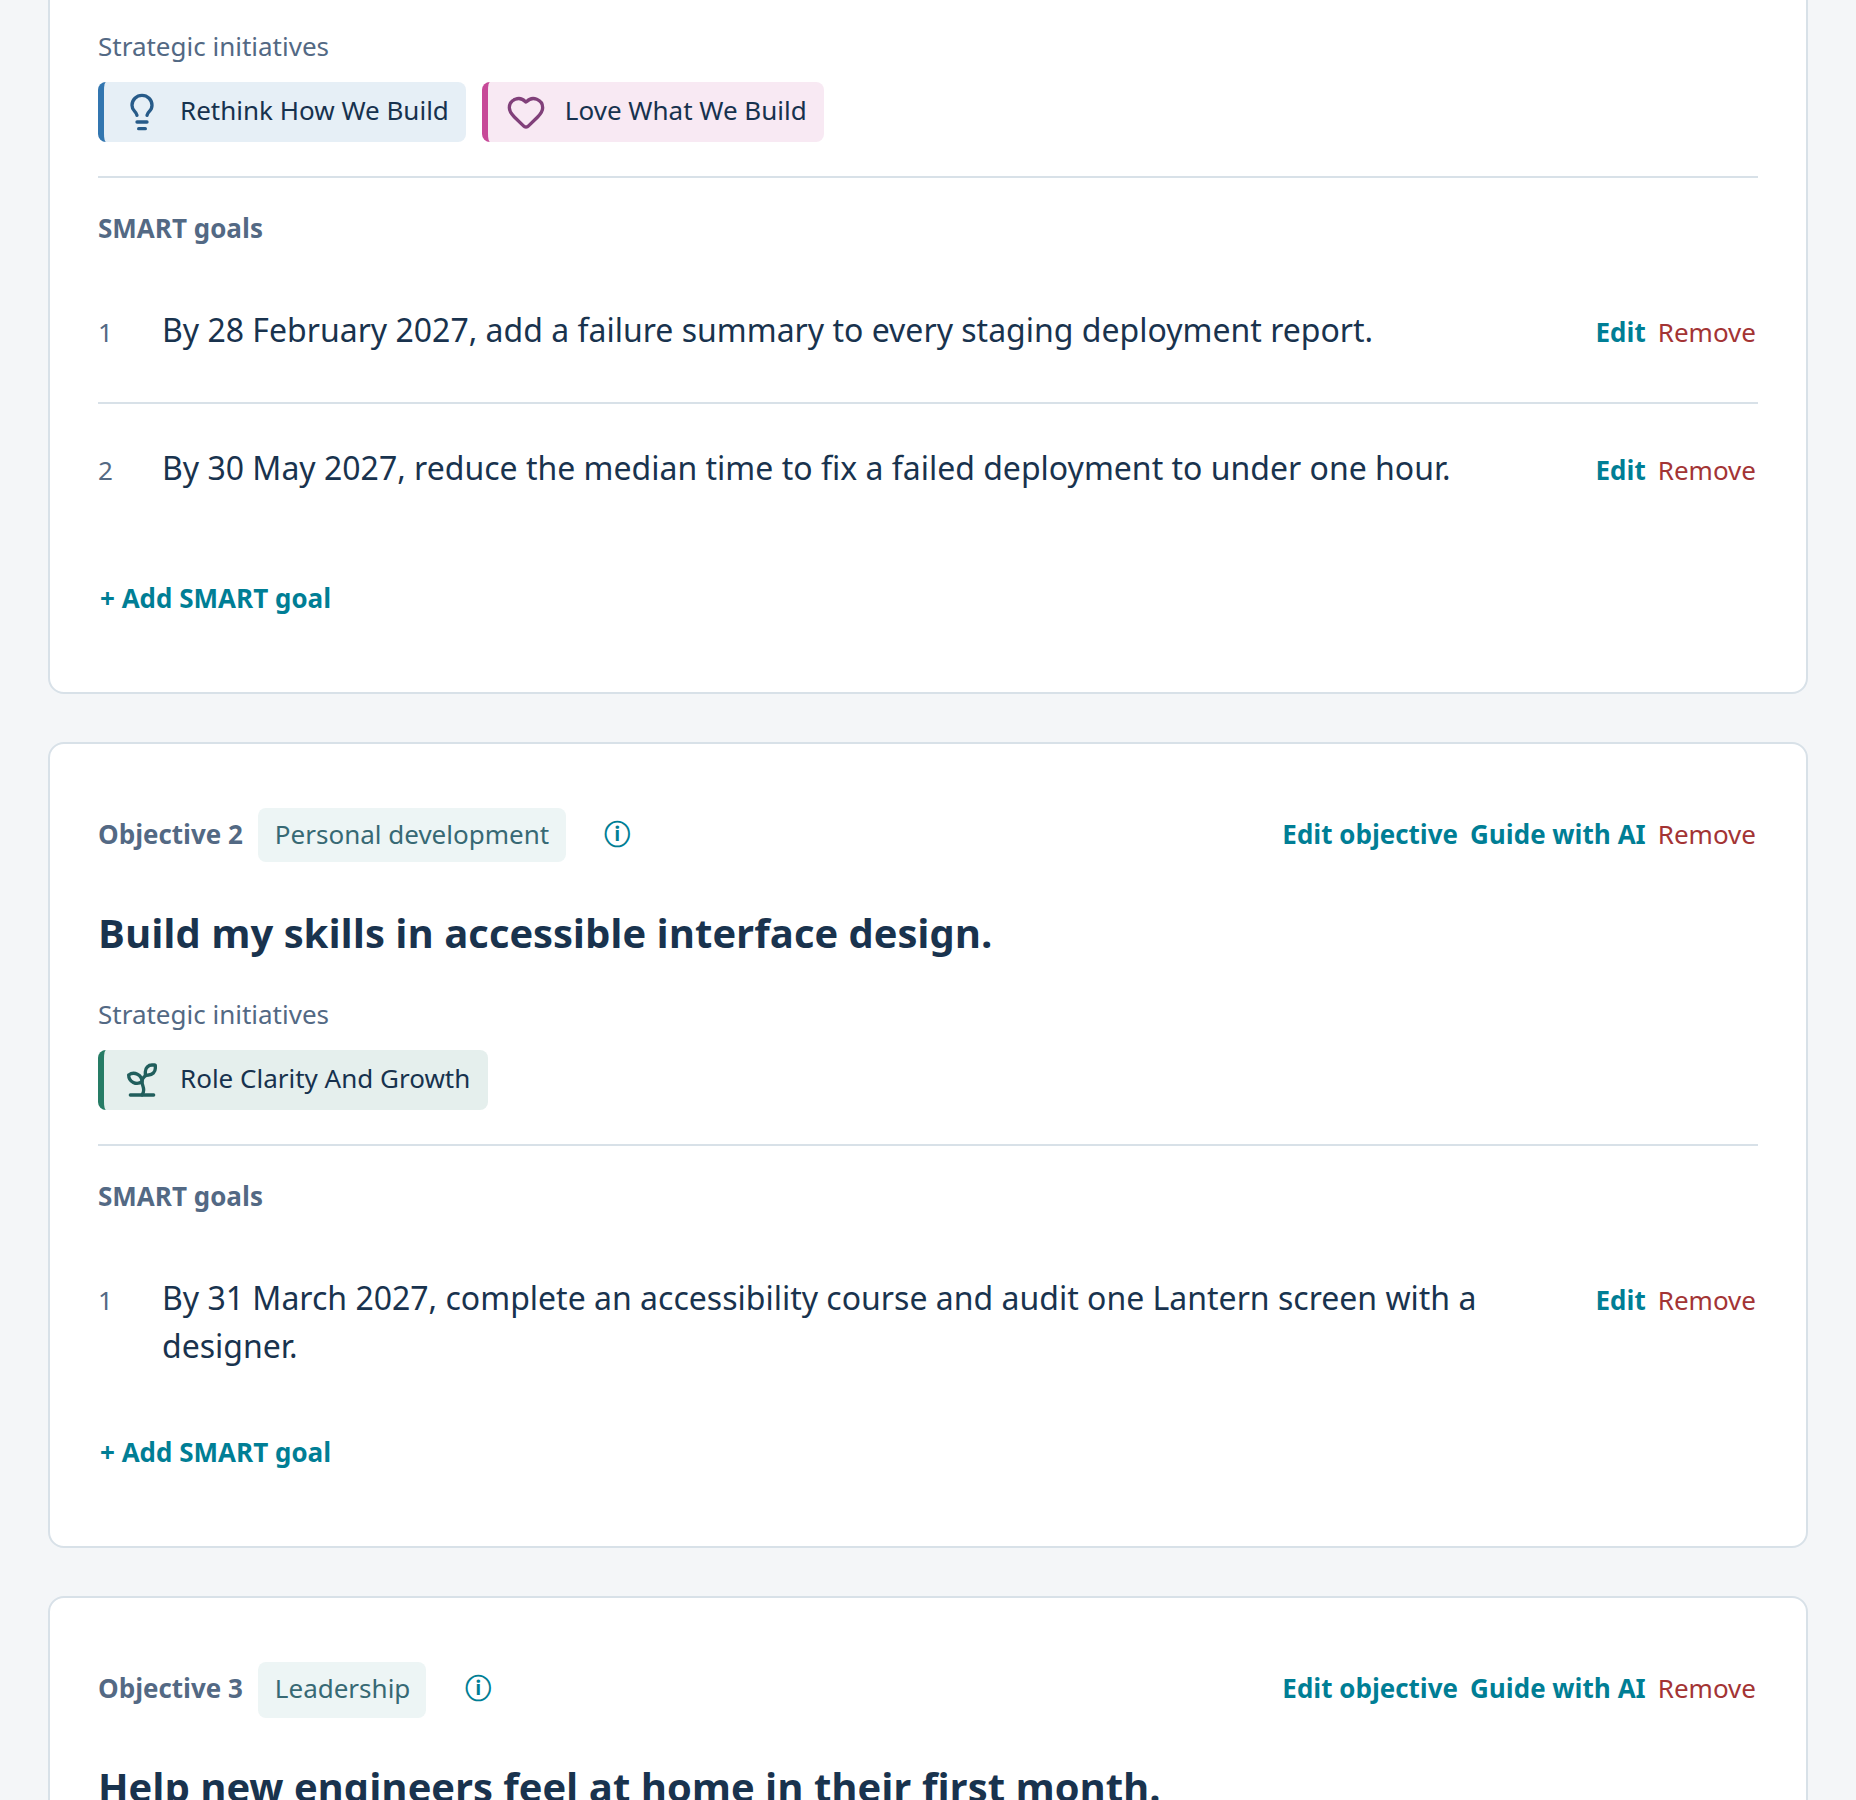 Strategic initiatives
Rethink How We Build Love What We Build
SMART goals
1 By 28 February 2027, add a failure summary to every staging deployment report. Edit Remove
2 By 30 May 2027, reduce the median time to fix a failed deployment to under one hour. Edit Remove
+ Add SMART goal
Objective 2 Personal development Edit objective Guide with AI Remove
Build my skills in accessible interface design.
Strategic initiatives
Role Clarity And Growth
SMART goals
1 By 31 March 2027, complete an accessibility course and audit one Lantern screen with a Edit Remove
designer.
+ Add SMART goal
Objective 3 Leadership Edit objective Guide with AI Remove
Help new engineers feel at home in their first month.